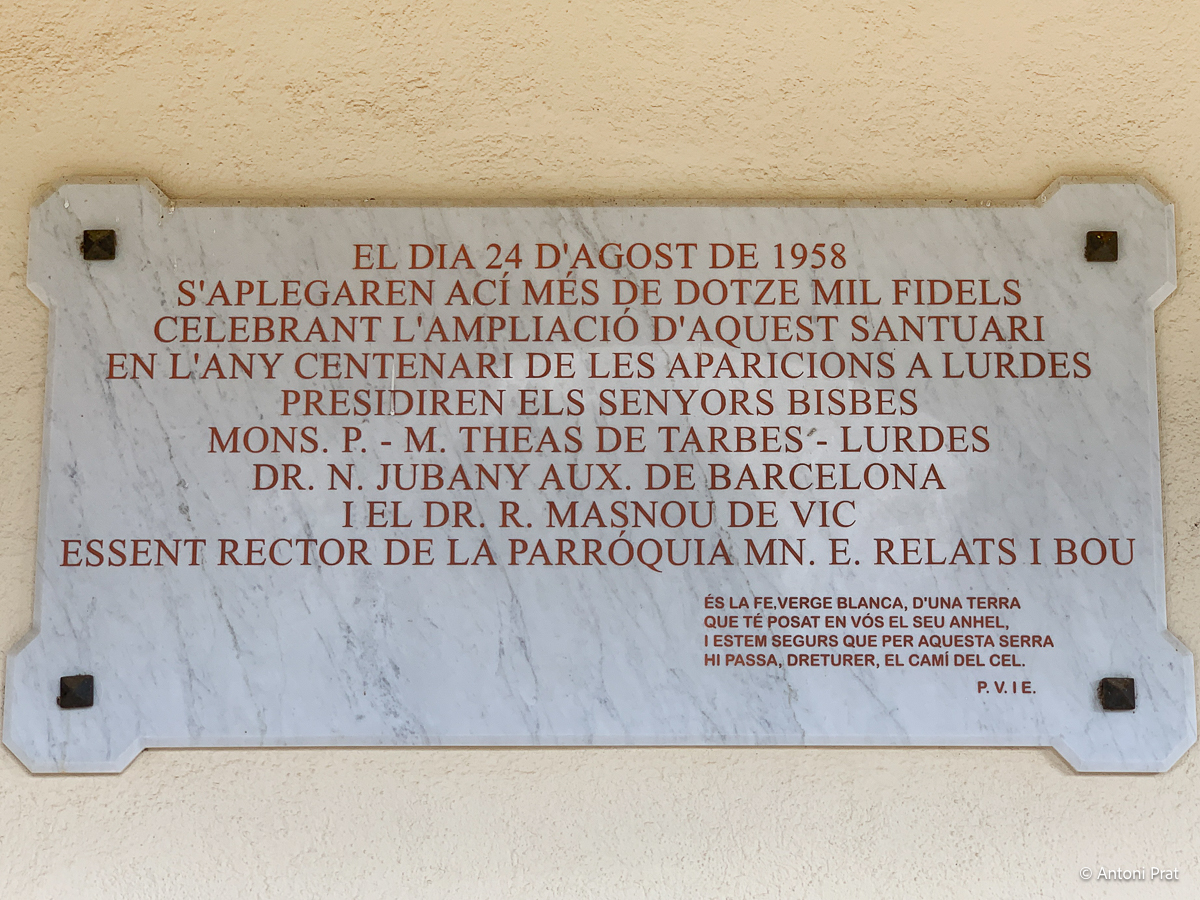 EL DIA 24 D'AGOST DE 1958
S'APLEGAREN ACÍ MÉS DE DOTZE MIL FIDELS
CELEBRANT L'AMPLIACIÓ D'AQUEST SANTUARI
EN L'ANY CENTENARI DE LES APARICIONS A LURDES
PRESIDIREN ELS SENYORS BISBES
MONS. P. - M. THEAS DE TARBES - LURDES
DR. N. JUBANY AUX. DE BARCELONA
I EL DR. R. MASNOU DE VIC
ESSENT RECTOR DE LA PARRÓQUIA MN. E. RELATS I BOU
ÉS LA FE,VERGE BLANCA, D'UNA TERRA
QUE TÉ POSAT EN VÓS EL SEU ANHEL,
I ESTEM SEGURS QUE PER AQUESTA SERRA
HI PASSA, DRETURER, EL CAMÍ DEL CEL.
P. V. I E.
© Antoni Prat